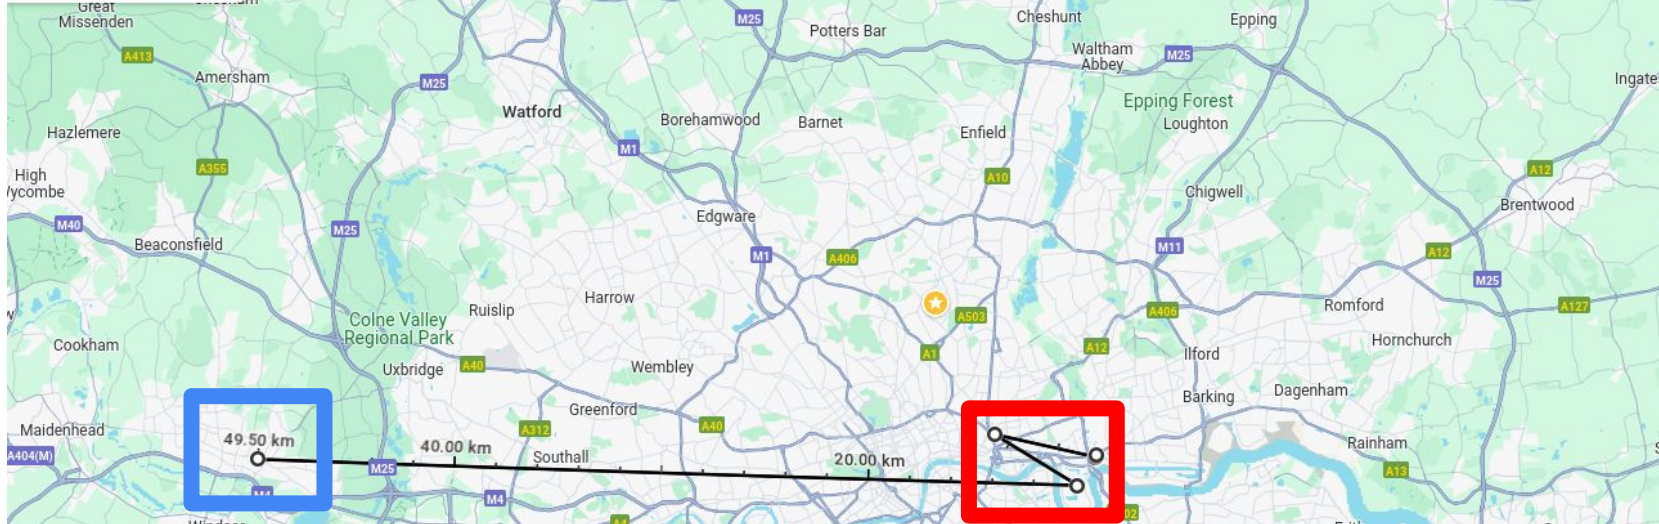 Great
Missenden
M25
Cheshunt
Epping
Potters Bar
A413
Waltham
Abbey
M25
Amersham
M25
Ingate
Watford
Epping Forest
Loughton
Hazlemere
Borehamwood
Barnet
Enfield
M1
A355
A12
High
Wycombe
A10
Chigwell
Brentwood
M40
Edgware
M25
Beaconsfield
M1
A406
M11
A12
M25
Harrow
Ruislip
Colne Valley
Regional Park
A503
A406
Romford
A127
Cookham
Uxbridge
A40
Wembley
A1
A12
Ilford
Hornchurch
Barking
Dagenham
Greenford
Maidenhead
49.50 km
40.00 km
A312
A40
Rainham
A404(M)
M25
Southall
20.00 km
A13
M4
M4
A4